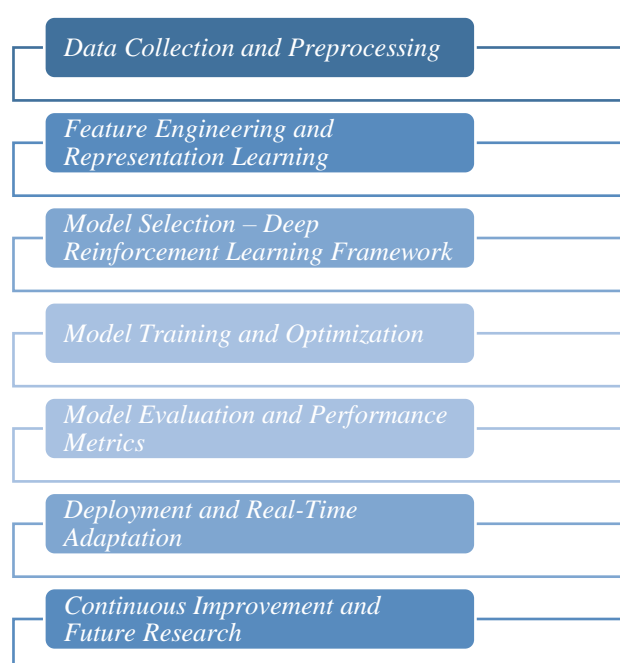 Data Collection and Preprocessing
Feature Engineering and
Representation Learning
Model Selection – Deep
Reinforcement Learning Framework
Model Training and Optimization
Model Evaluation and Performance
Metrics
Deployment and Real-Time
Adaptation
Continuous Improvement and
Future Research